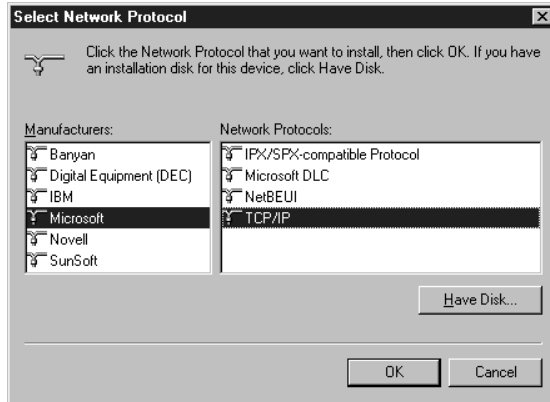 Select Network Protocol
Click the Network Protocol that you want to install, then click OK. If you have
an installation disk for this device, click Have Disk.
Manufacturers:
Banyan
Digital Equipment (DEC)
IBM
Microsoft
Novell
SunSoft
Network Protocols:
IPX/SPX-compatible Protocol
Microsoft DLC
NetBEUI
TCP/IP
Have Disk...
OK
Cancel